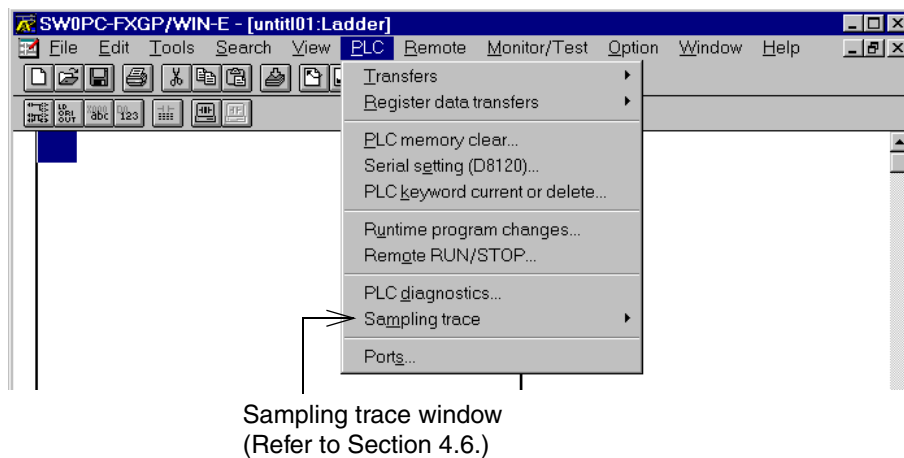 SW0PC-FXGP/WIN-E - [untitl01:Ladder]
File Edit Tools Search View PLC Remote Monitor/Test Option Window Help
Transfers
Register data transfers
PLC memory clear...
Serial setting (D8120)...
PLC keyword current or delete...
Runtime program changes...
Remote RUN/STOP...
PLC diagnostics...
Sampling trace
Ports...
Sampling trace window
(Refer to Section 4.6.)